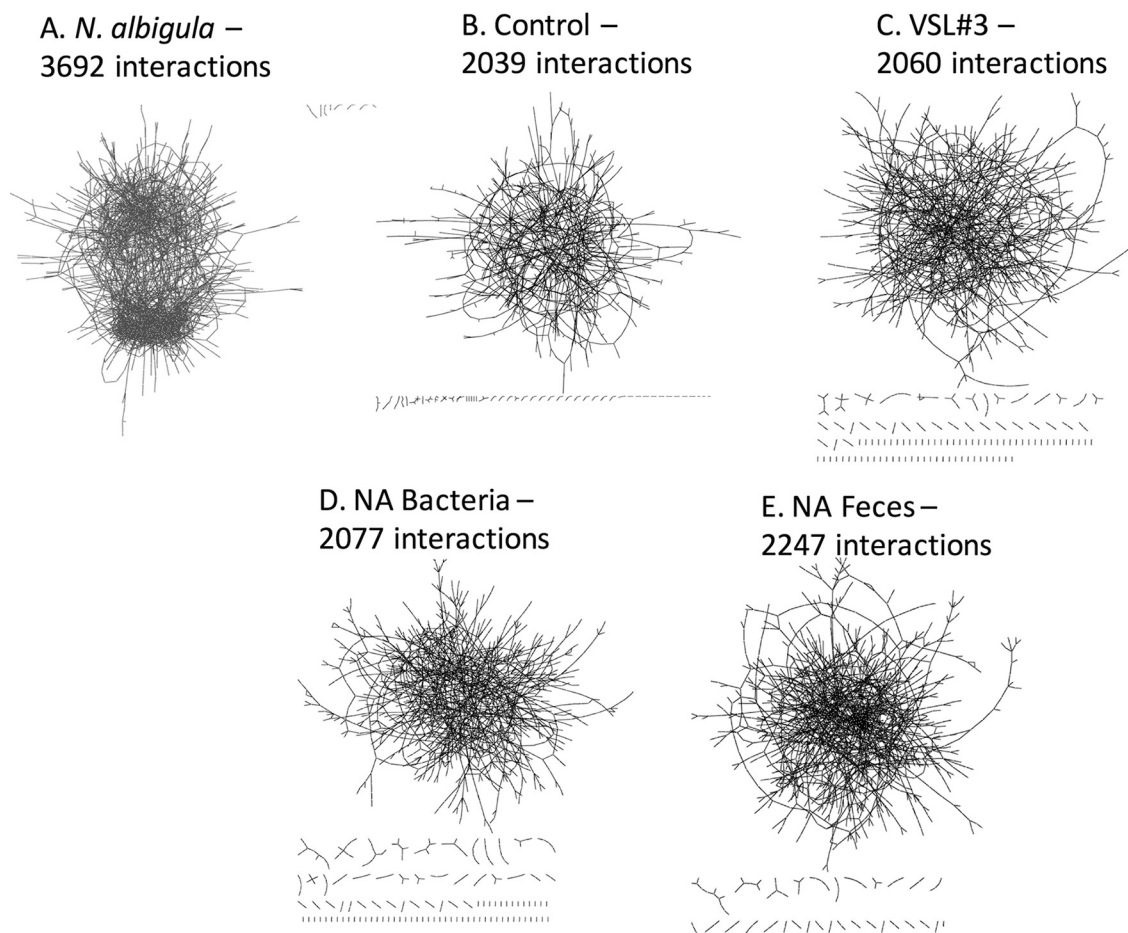 A. N. albigula –
3692 interactions
B. Control –
2039 interactions
C. VSL#3 –
2060 interactions
D. NA Bacteria –
2077 interactions
E. NA Feces –
2247 interactions